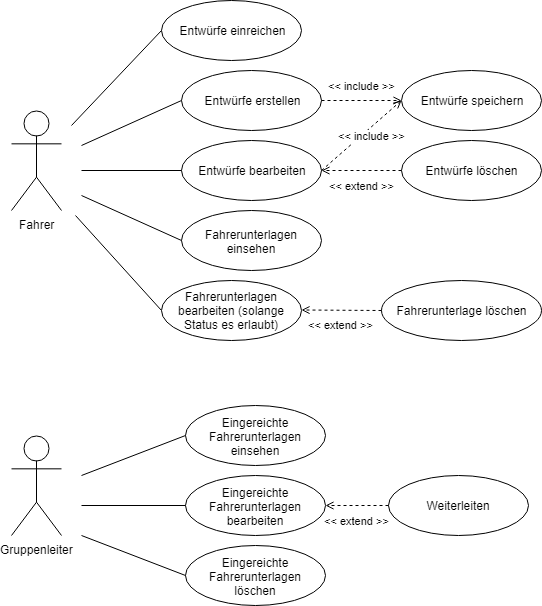 Entwürfe einreichen
Entwürfe erstellen
<< include >>
Entwürfe speichern
<< include >>
Entwürfe bearbeiten
Entwürfe löschen
<< extend >>
Fahrer
Fahrerunterlagen
einsehen
Fahrerunterlagen
bearbeiten (solange
Status es erlaubt)
Fahrerunterlage löschen
<< extend >>
Eingereichte
Fahrerunterlagen
einsehen
Eingereichte
Fahrerunterlagen
bearbeiten
Weiterleiten
<< extend >>
Gruppenleiter
Eingereichte
Fahrerunterlagen
löschen